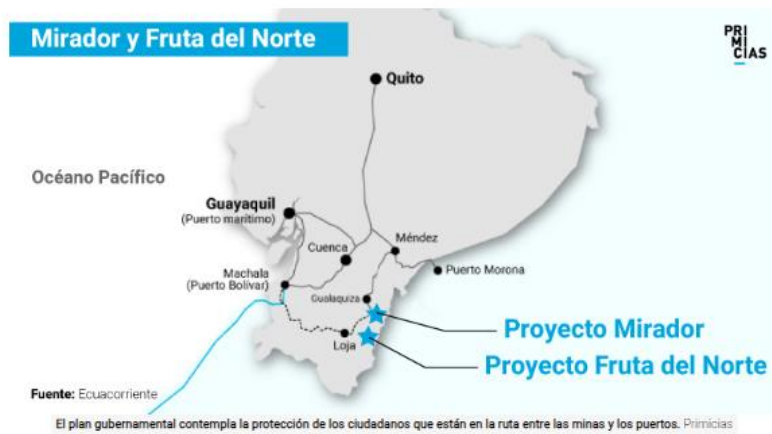 Mirador y Fruta del Norte
PRI
MI
CIAS
Quito
Océano Pacífico
Guayaquil
(Puerto marítimo)
Cuenca
Méndez
Machala
(Puerto Bolívar)
Puerto Morona
Gualaquiza
Proyecto Mirador
Loja
Proyecto Fruta del Norte
Fuente: Ecuacorriente
El plan gubernamental contempla la protección de los ciudadanos que están en la ruta entre las minas y los puertos. Primicias